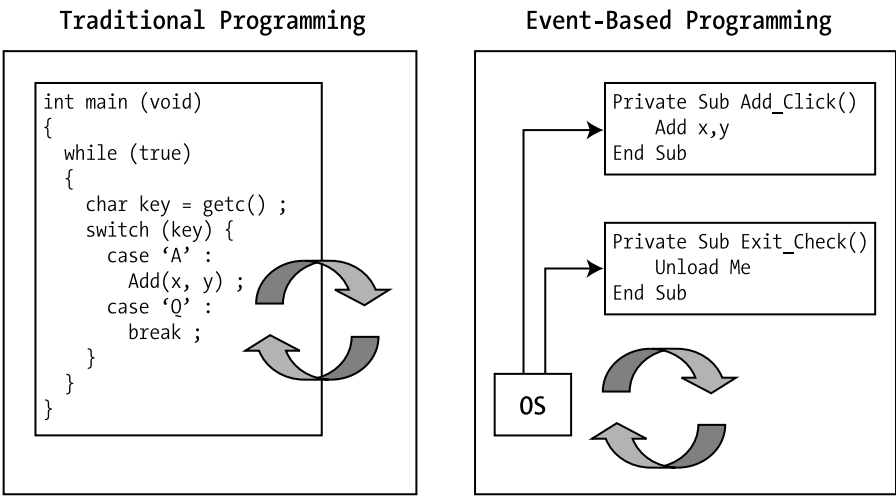 Traditional Programming
int main (void)
{
while (true)
{
char key = getc() ;
switch (key) {
case ‘A’ :
Add(x, y) ;
case ‘Q’ :
break ;
}
}
}
Event-Based Programming
Private Sub Add_Click()
Add x,y
End Sub
Private Sub Exit_Check()
Unload Me
End Sub
OS